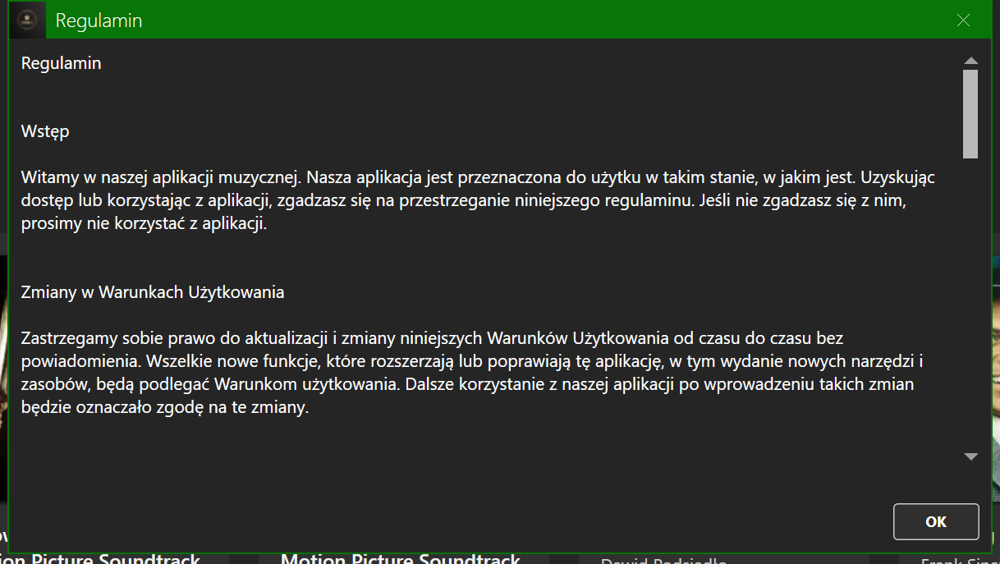 Regulamin
Regulamin
Wstęp
Witamy w naszej aplikacji muzycznej. Nasza aplikacja jest przeznaczona do użytku w takim stanie, w jakim jest. Uzyskując
dostęp lub korzystając z aplikacji, zgadzasz się na przestrzeganie niniejszego regulaminu. Jeśli nie zgadzasz się z nim,
prosimy nie korzystać z aplikacji.
Zmiany w Warunkach Użytkowania
Zastrzegamy sobie prawo do aktualizacji i zmiany niniejszych Warunków Użytkowania od czasu do czasu bez
powiadomienia. Wszelkie nowe funkcje, które rozszerzają lub poprawiają tę aplikację, w tym wydanie nowych narzędzi i
zasobów, będą podlegać Warunkom użytkowania. Dalsze korzystanie z naszej aplikacji po wprowadzeniu takich zmian
będzie oznaczało zgodę na te zmiany.
OK
Picture Soundtrack
Motion Picture Soundtrack
Dawid Podsiadło
Frank